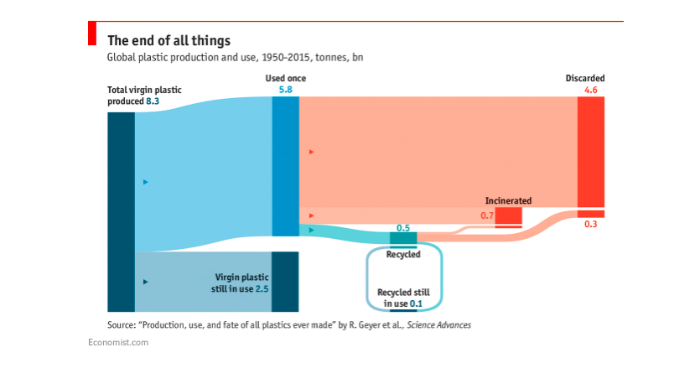 The end of all things
Global plastic production and use, 1950-2015, tonnes, bn
Total virgin plastic
produced 8.3
Used once
5.8
Discarded
4.6
Incinerated
0.7
0.3
0.5
Recycled
Virgin plastic
still in use 2.5
Recycled still
in use 0.1
Source: "Production, use, and fate of all plastics ever made" by R. Geyer et al., Science Advances
Economist.com